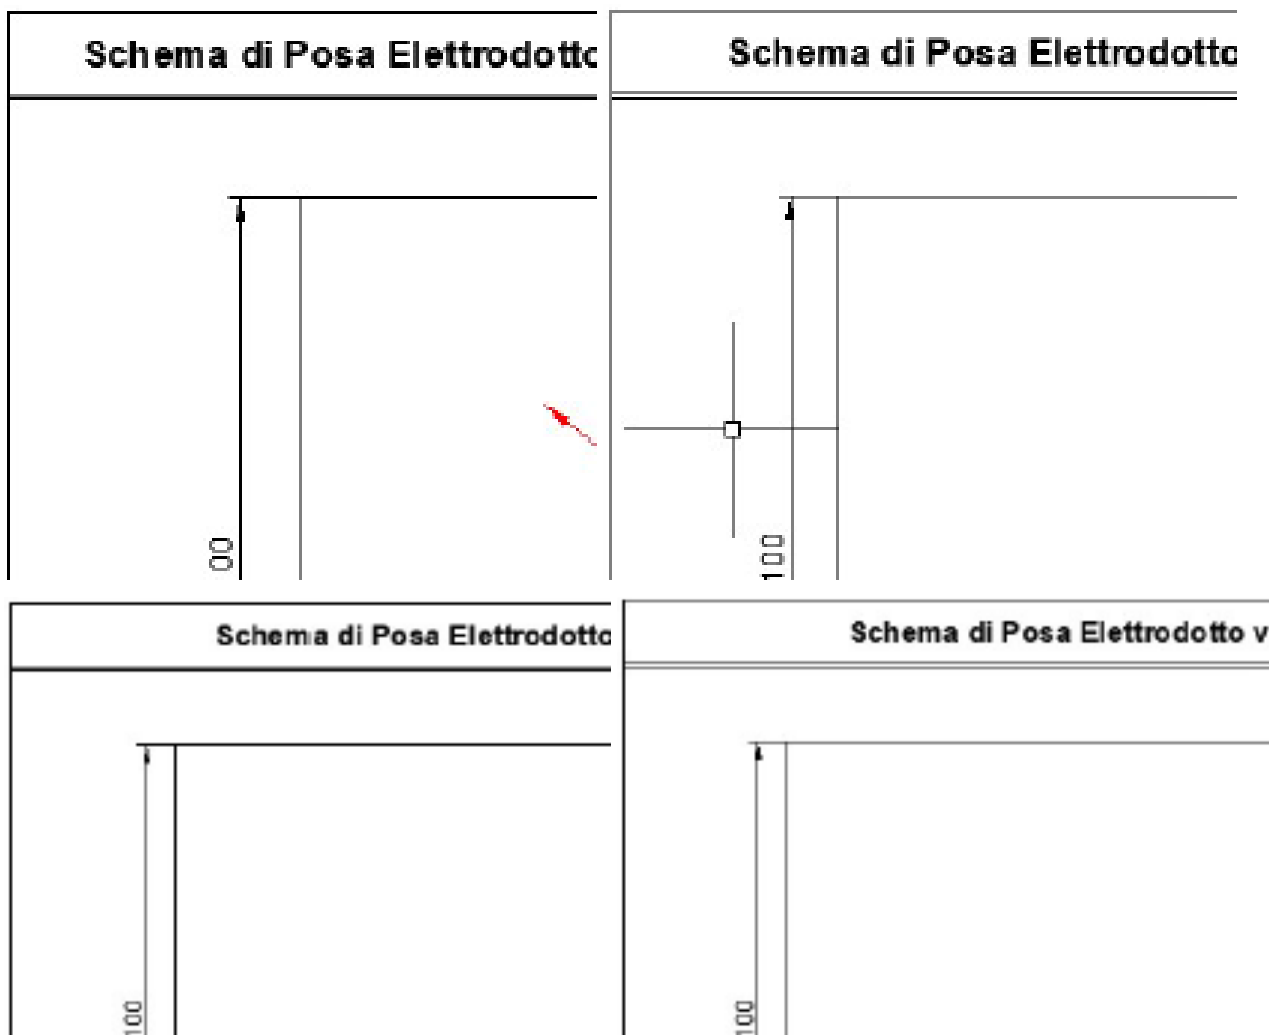 Schema di Posa Elettrodotto
Schema di Posa Elettrodotto
00
100
Schema di Posa Elettrodotto
Schema di Posa Elettrodotto v
100
100